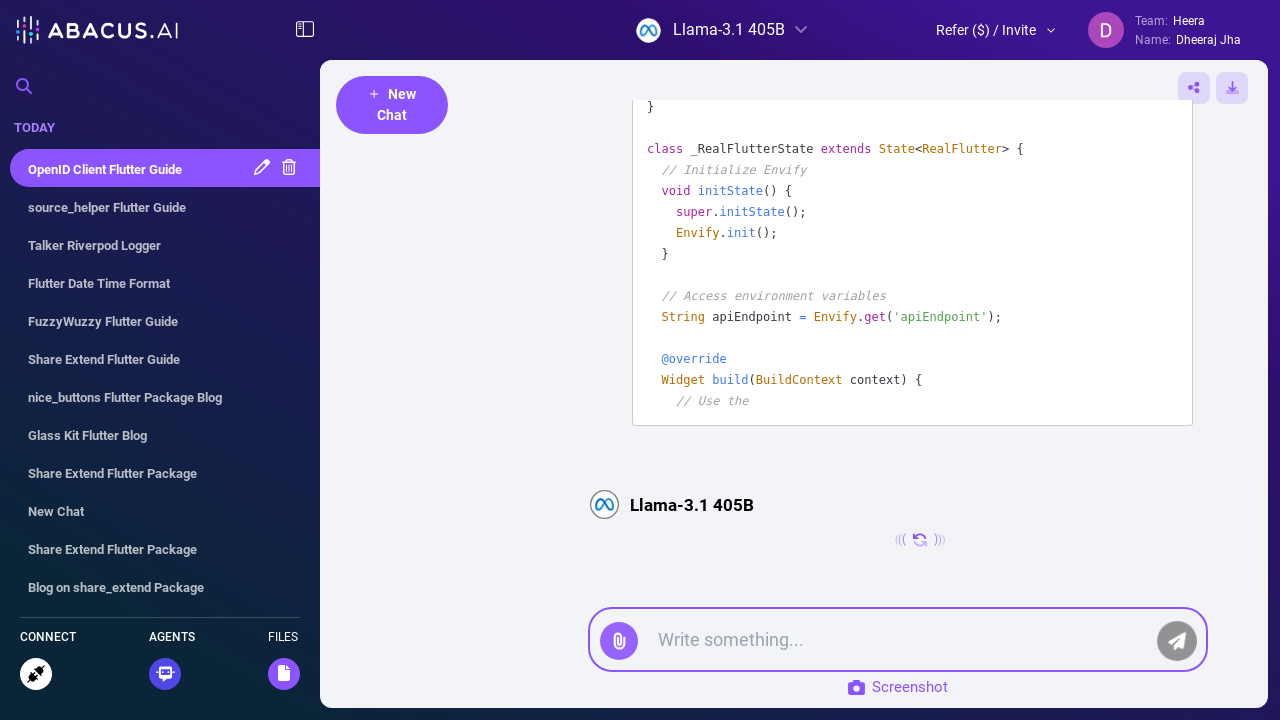 ABACUS.AI
Llama-3.1 405B
Refer ($) / Invite
D
Team: Heera
Name: Dheeraj Jha
TODAY
OpenID Client Flutter Guide
source_helper Flutter Guide
Talker Riverpod Logger
Flutter Date Time Format
FuzzyWuzzy Flutter Guide
Share Extend Flutter Guide
nice_buttons Flutter Package Blog
Glass Kit Flutter Blog
Share Extend Flutter Package
New Chat
Share Extend Flutter Package
Blog on share_extend Package
CONNECT
AGENTS
FILES
+ New
Chat
}
class _RealFlutterState extends State<RealFlutter> {
// Initialize Envify
void initState() {
super.initState();
Envify.init();
}
// Access environment variables
String apiEndpoint = Envify.get('apiEndpoint');
@override
Widget build(BuildContext context) {
// Use the
Llama-3.1 405B
Write something...
Screenshot